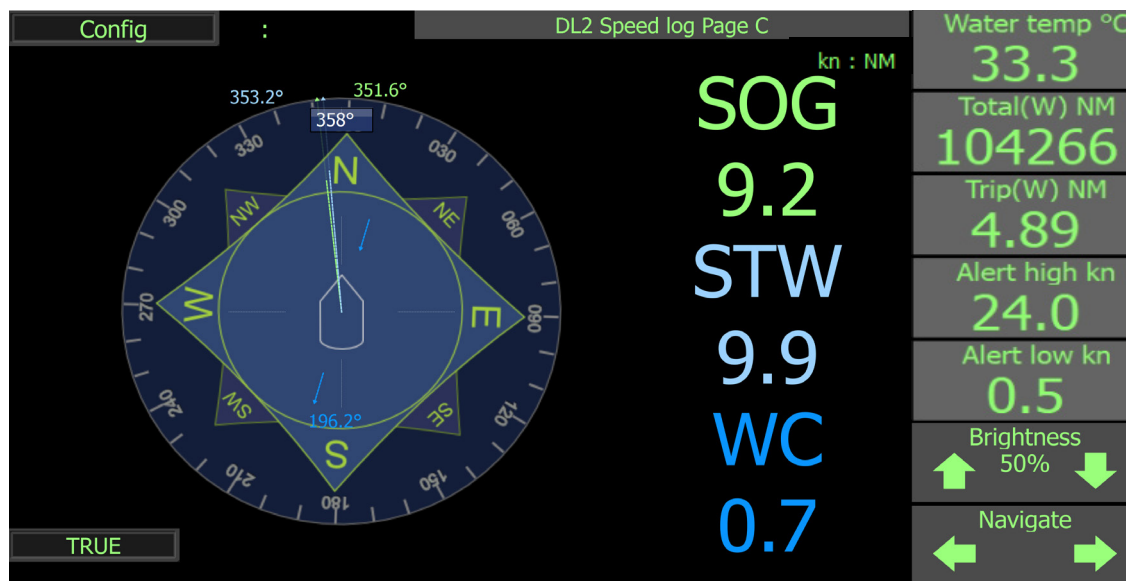 Config
:
DL2 Speed log Page C
kn : NM
353.2°
351.6°
358°
330
030
300
060
270
090
240
120
210
150
180
N
NE
E
SE
S
SW
W
NW
196.2°
TRUE
SOG
9.2
STW
9.9
WC
0.7
Water temp °C
33.3
Total(W) NM
104266
Trip(W) NM
4.89
Alert high kn
24.0
Alert low kn
0.5
Brightness
50%
Navigate